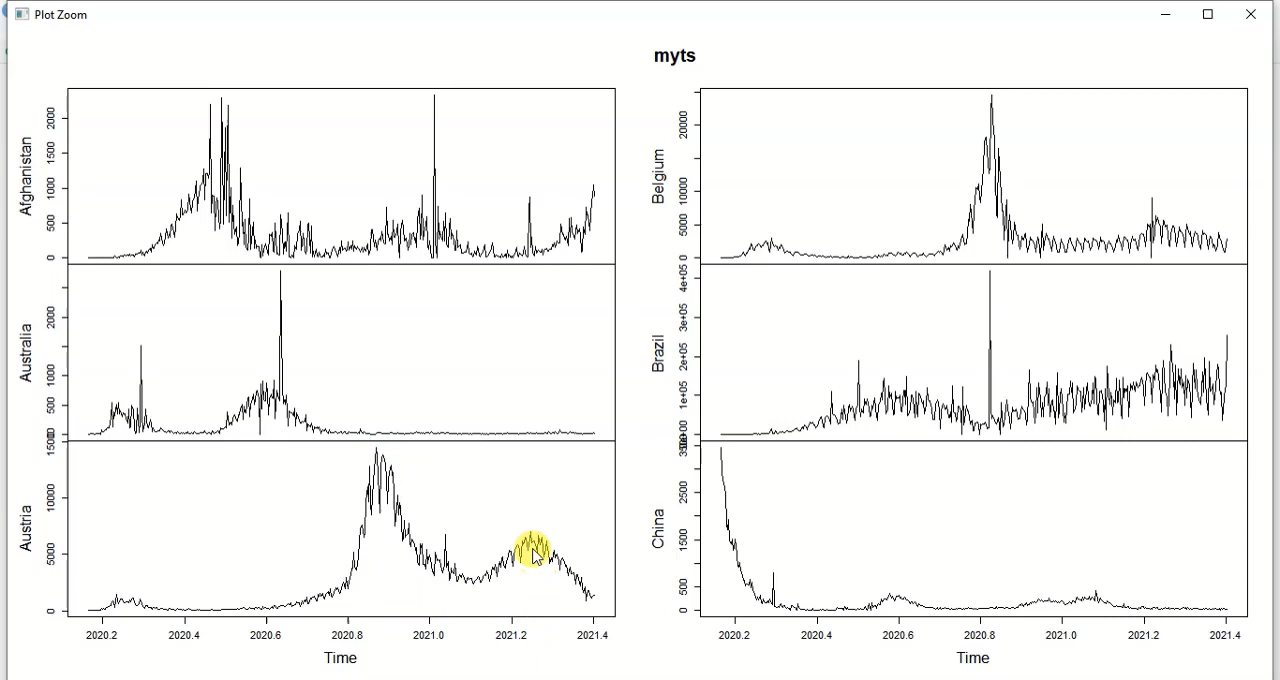 Plot Zoom
myts
Afghanistan
0 500 1000 1500 2000
Australia
500 1000 2000
Austria
0 5000 10000
2020.2 2020.4 2020.6 2020.8 2021.0 2021.2 2021.4
Time
Belgium
0 5000 10000 20000
Brazil
1e+05 2e+05 3e+05 4e+05
China
0 500 1500 2500
2020.2 2020.4 2020.6 2020.8 2021.0 2021.2 2021.4
Time